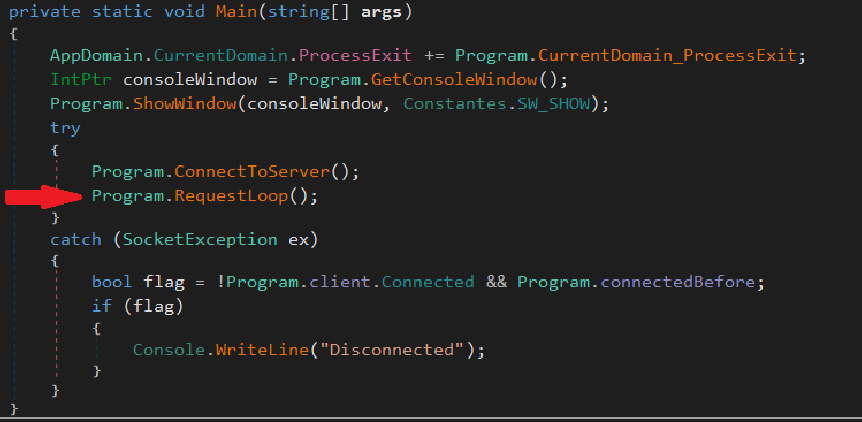 private static void Main(string[] args)
{
AppDomain.CurrentDomain.ProcessExit += Program.CurrentDomain_ProcessExit;
IntPtr consoleWindow = Program.GetConsoleWindow();
Program.ShowWindow(consoleWindow, Constantes.SW_SHOW);
try
{
Program.ConnectToServer();
Program.RequestLoop();
}
catch (SocketException ex)
{
bool flag = !Program.client.Connected && Program.connectedBefore;
if (flag)
{
Console.WriteLine("Disconnected");
}
}
}